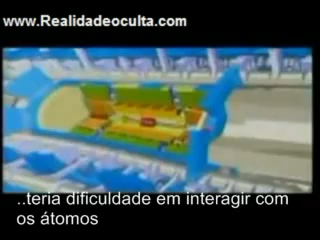 www.Realidadeoculta.com
..teria dificuldade em interagir com
os átomos